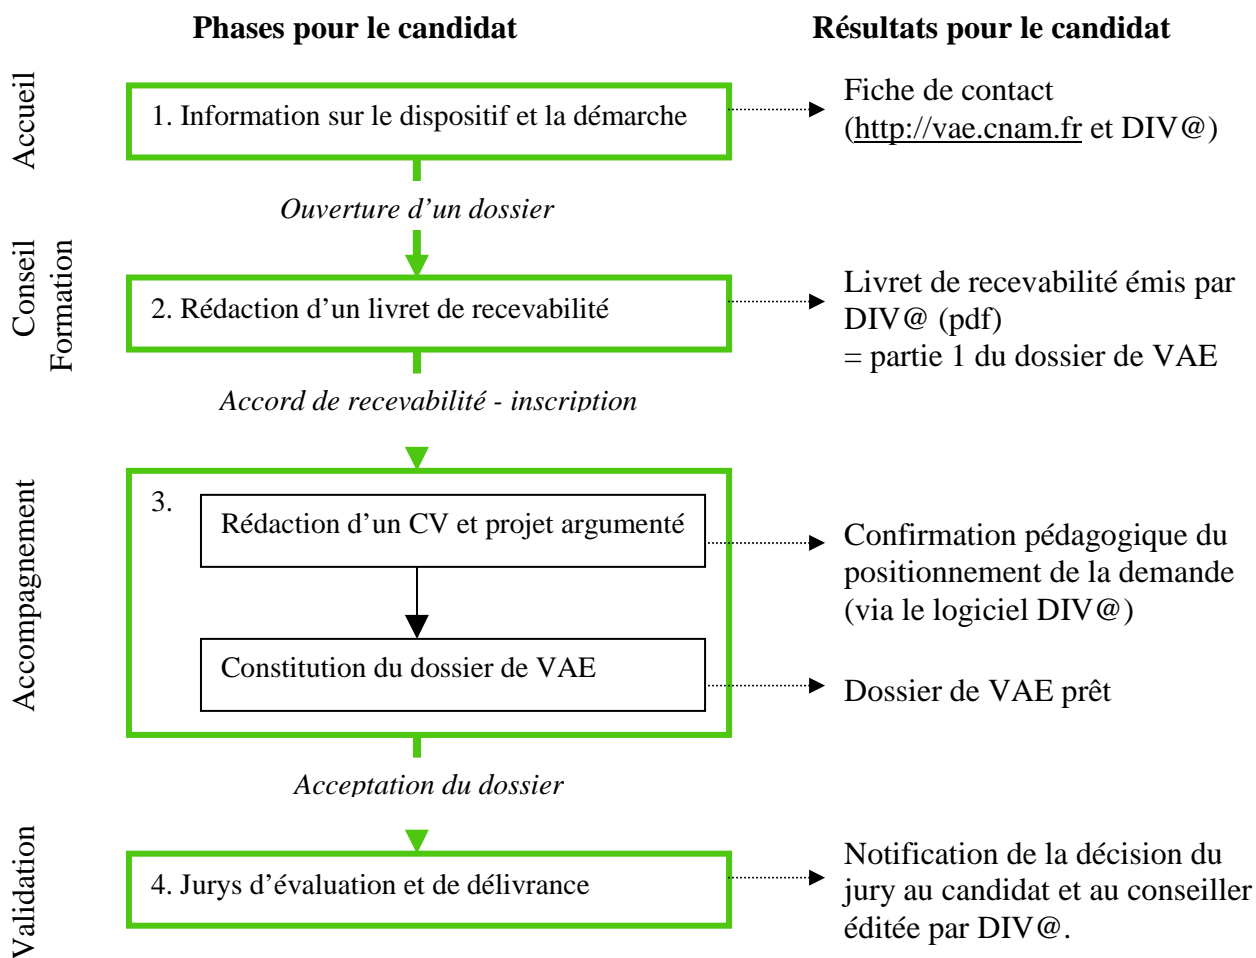 Phases pour le candidat
Résultats pour le candidat
Accueil
1. Information sur le dispositif et la démarche
Fiche de contact
(http://vae.cnam.fr et DIV@)
Ouverture d’un dossier
Conseil
Formation
2. Rédaction d’un livret de recevabilité
Livret de recevabilité émis par
DIV@ (pdf)
= partie 1 du dossier de VAE
Accord de recevabilité - inscription
Accompagnement
3.
Rédaction d’un CV et projet argumenté
Confirmation pédagogique du
positionnement de la demande
(via le logiciel DIV@)
Constitution du dossier de VAE
Dossier de VAE prêt
Acceptation du dossier
Validation
4. Jurys d’évaluation et de délivrance
Notification de la décision du
jury au candidat et au conseiller
éditée par DIV@.